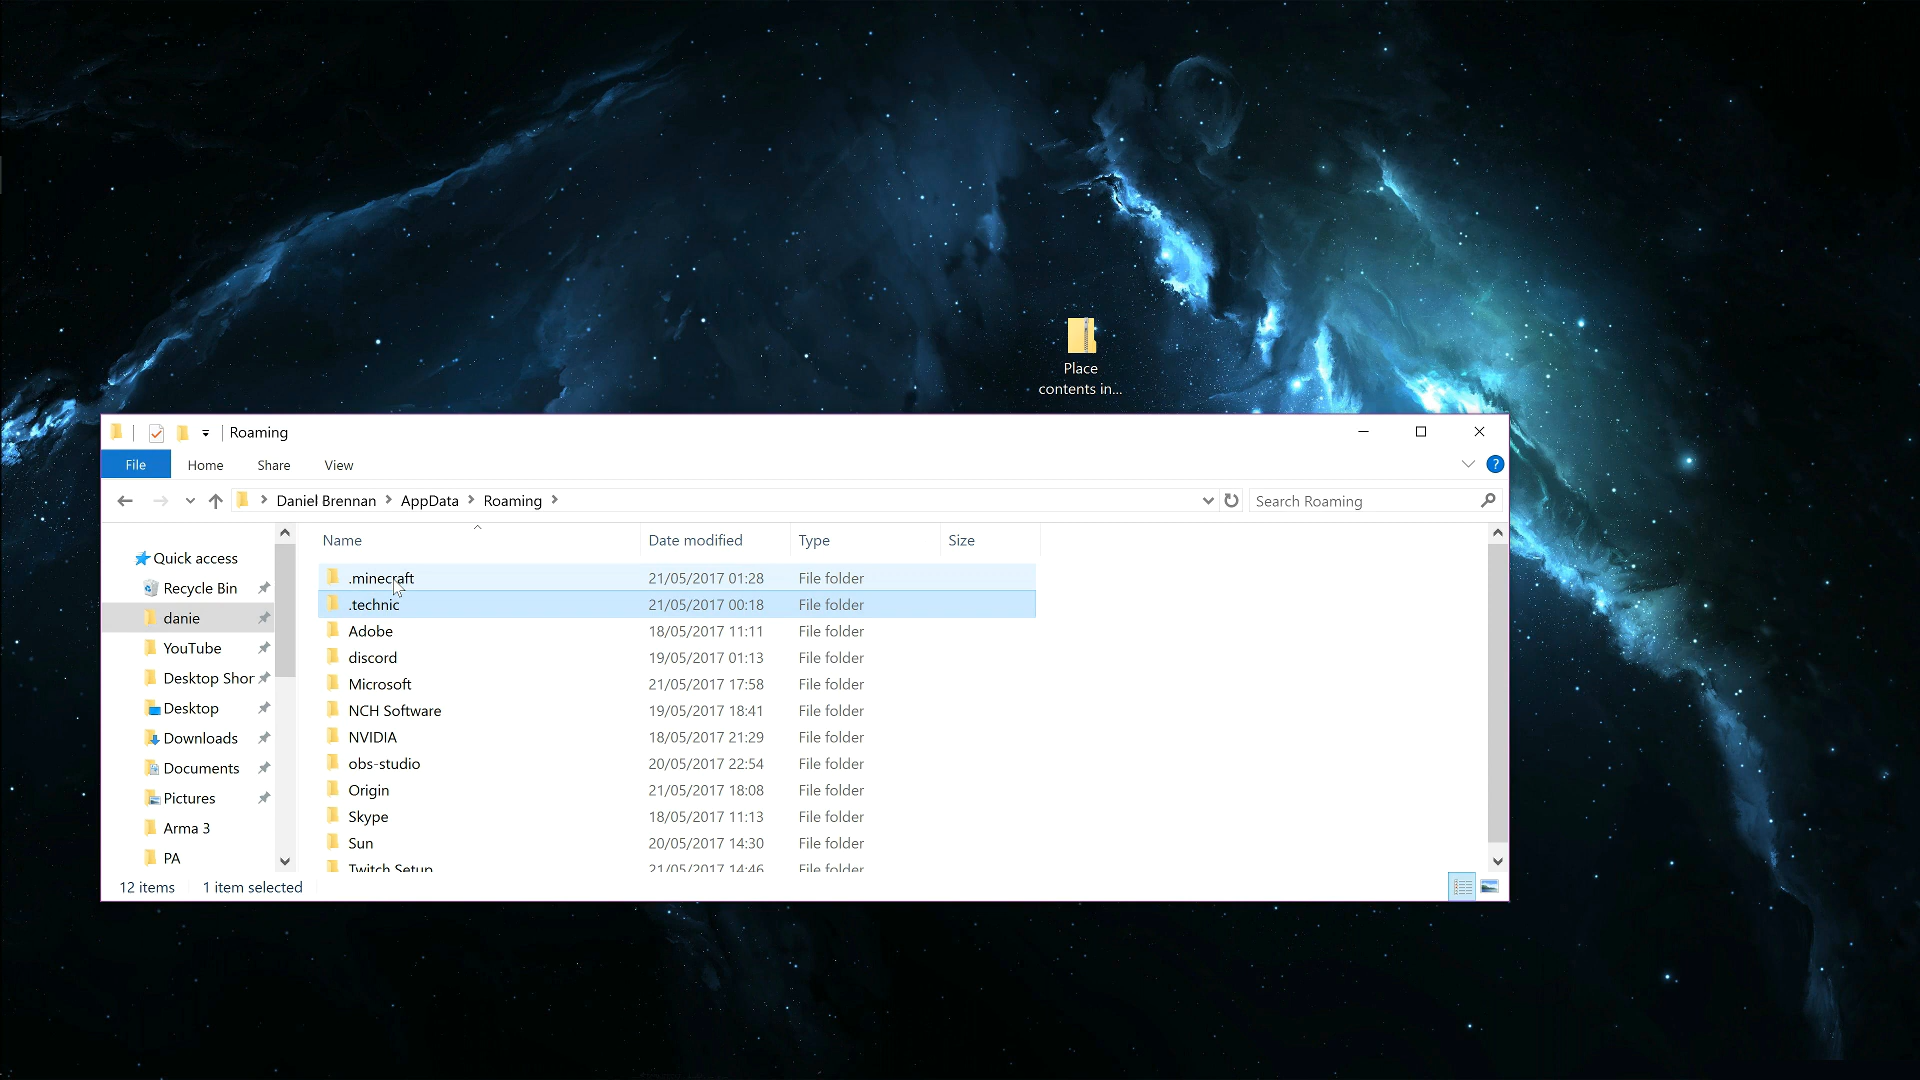 Place
contents in...
Roaming
File Home Share View
Daniel Brennan AppData Roaming Search Roaming
Name Date modified Type Size
Quick access
Recycle Bin
danie
YouTube
Desktop Shor
Desktop
Downloads
Documents
Pictures
Arma 3
PA
.minecraft 21/05/2017 01:28 File folder
.technic 21/05/2017 00:18 File folder
Adobe 18/05/2017 11:11 File folder
discord 19/05/2017 01:13 File folder
Microsoft 21/05/2017 17:58 File folder
NCH Software 19/05/2017 18:41 File folder
NVIDIA 18/05/2017 21:29 File folder
obs-studio 20/05/2017 22:54 File folder
Origin 21/05/2017 18:08 File folder
Skype 18/05/2017 11:13 File folder
Sun 20/05/2017 14:30 File folder
Twitch Setup 21/05/2017 14:46 File folder
12 items 1 item selected